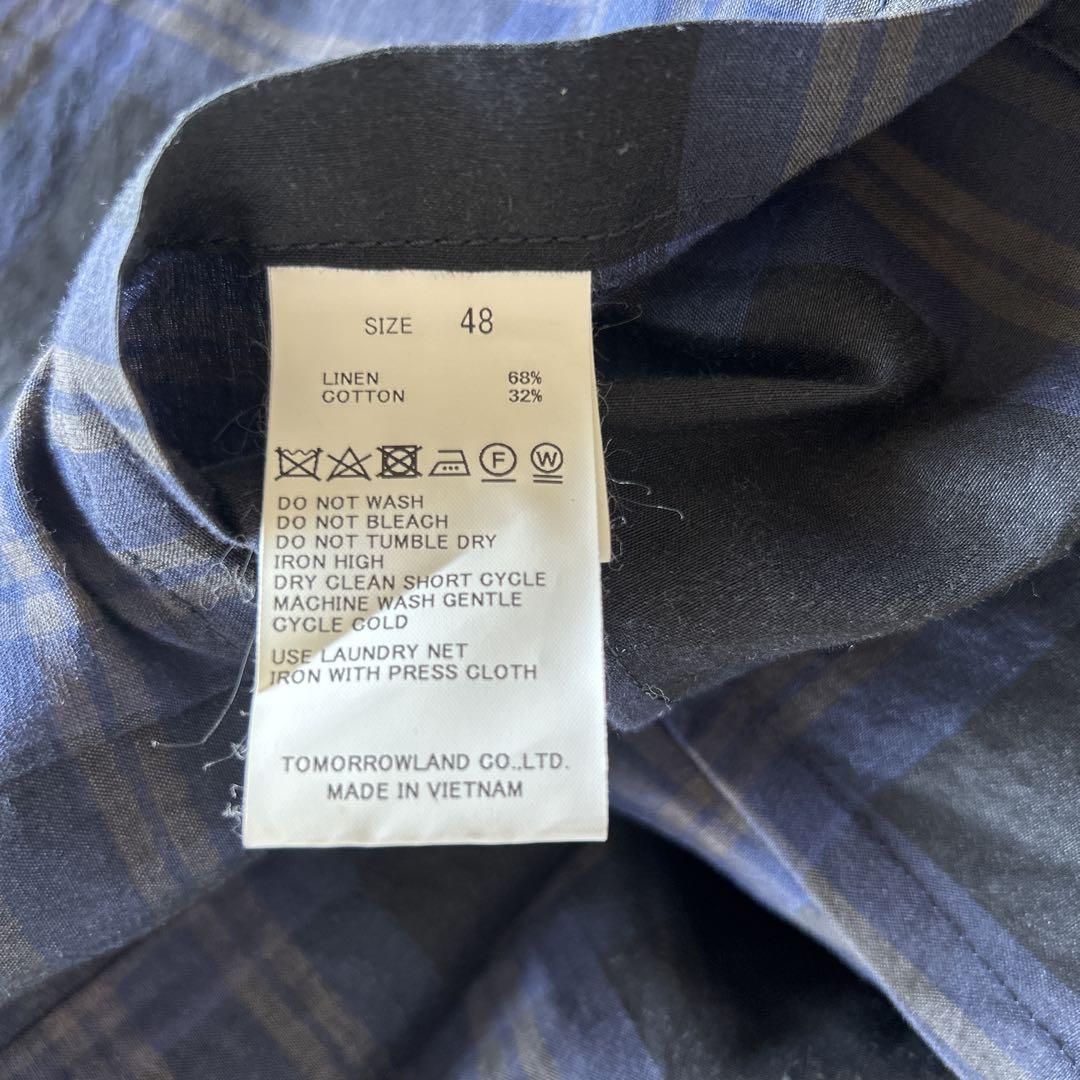 SIZE 48
LINEN 68%
COTTON 32%
F W
DO NOT WASH
DO NOT BLEACH
DO NOT TUMBLE DRY
IRON HIGH
DRY CLEAN SHORT CYCLE
MACHINE WASH GENTLE
CYCLE COLD
USE LAUNDRY NET
IRON WITH PRESS CLOTH
TOMORROWLAND CO.,LTD.
MADE IN VIETNAM